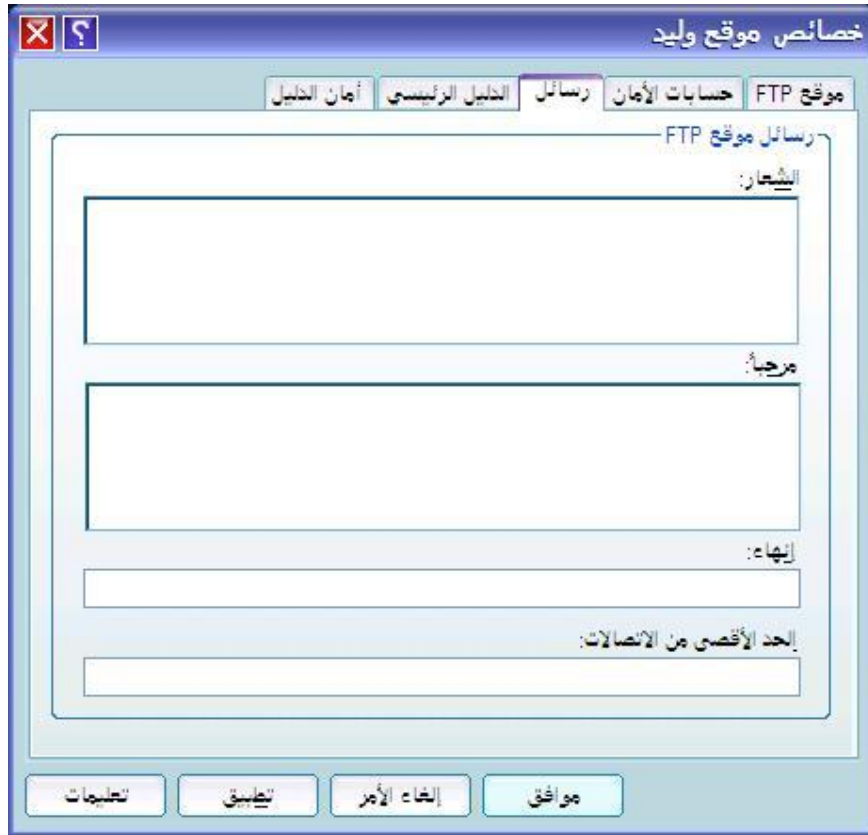 خصائص موقع وليد
موقع FTP حسابات الأمان رسائل الدليل الرئيسي أمان الدليل
رسائل موقع FTP
الشعار:
مرحباً:
إنهاء:
الحد الأقصى من الاتصالات:
موافق إلغاء الأمر تطبيق تعليمات